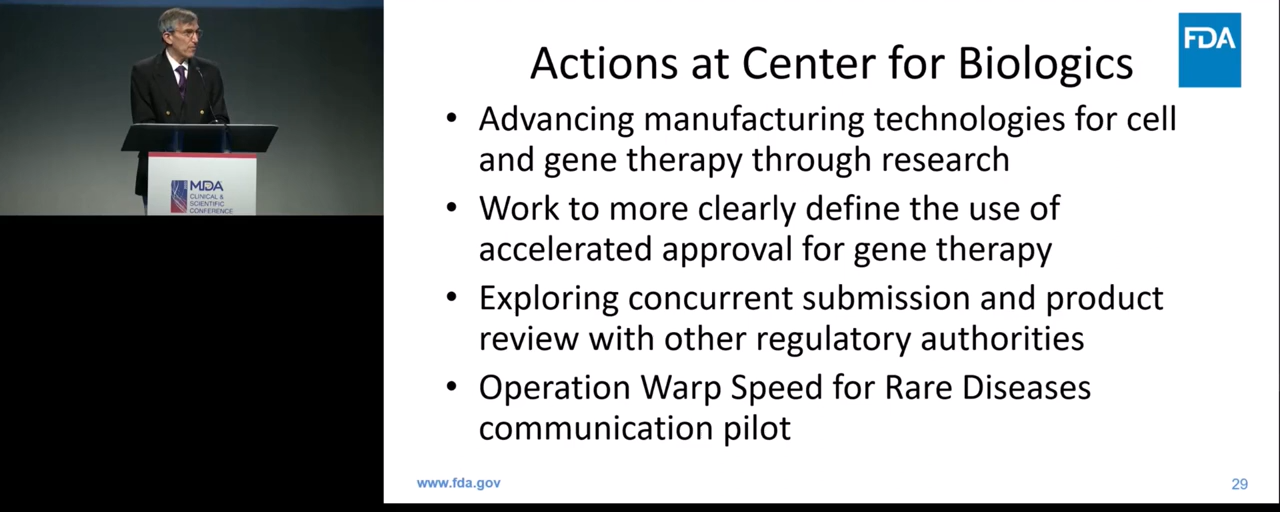 MDA
CLINICAL &
SCIENTIFIC
CONFERENCE
FDA
Actions at Center for Biologics
• Advancing manufacturing technologies for cell
and gene therapy through research
• Work to more clearly define the use of
accelerated approval for gene therapy
• Exploring concurrent submission and product
review with other regulatory authorities
• Operation Warp Speed for Rare Diseases
communication pilot
www.fda.gov
29